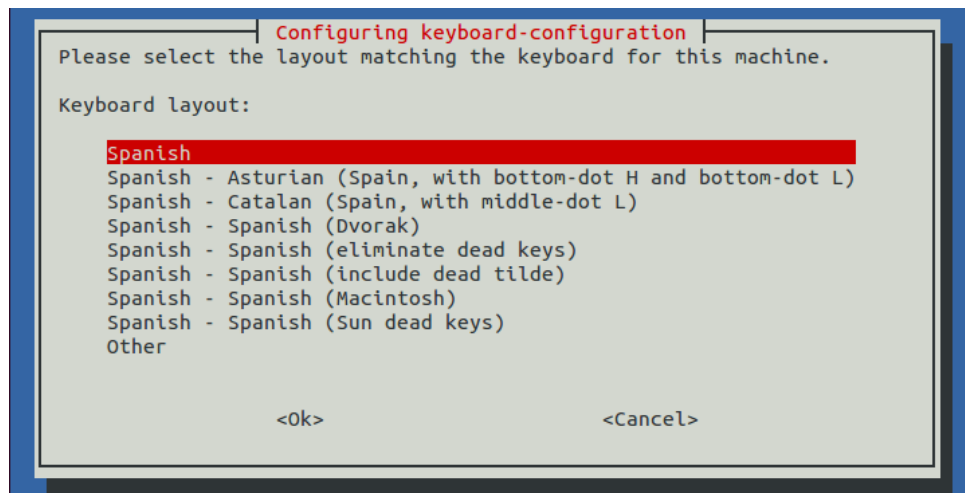 Configuring keyboard-configuration
Please select the layout matching the keyboard for this machine.
Keyboard layout:
Spanish
Spanish - Asturian (Spain, with bottom-dot H and bottom-dot L)
Spanish - Catalan (Spain, with middle-dot L)
Spanish - Spanish (Dvorak)
Spanish - Spanish (eliminate dead keys)
Spanish - Spanish (include dead tilde)
Spanish - Spanish (Macintosh)
Spanish - Spanish (Sun dead keys)
Other
<Ok> <Cancel>